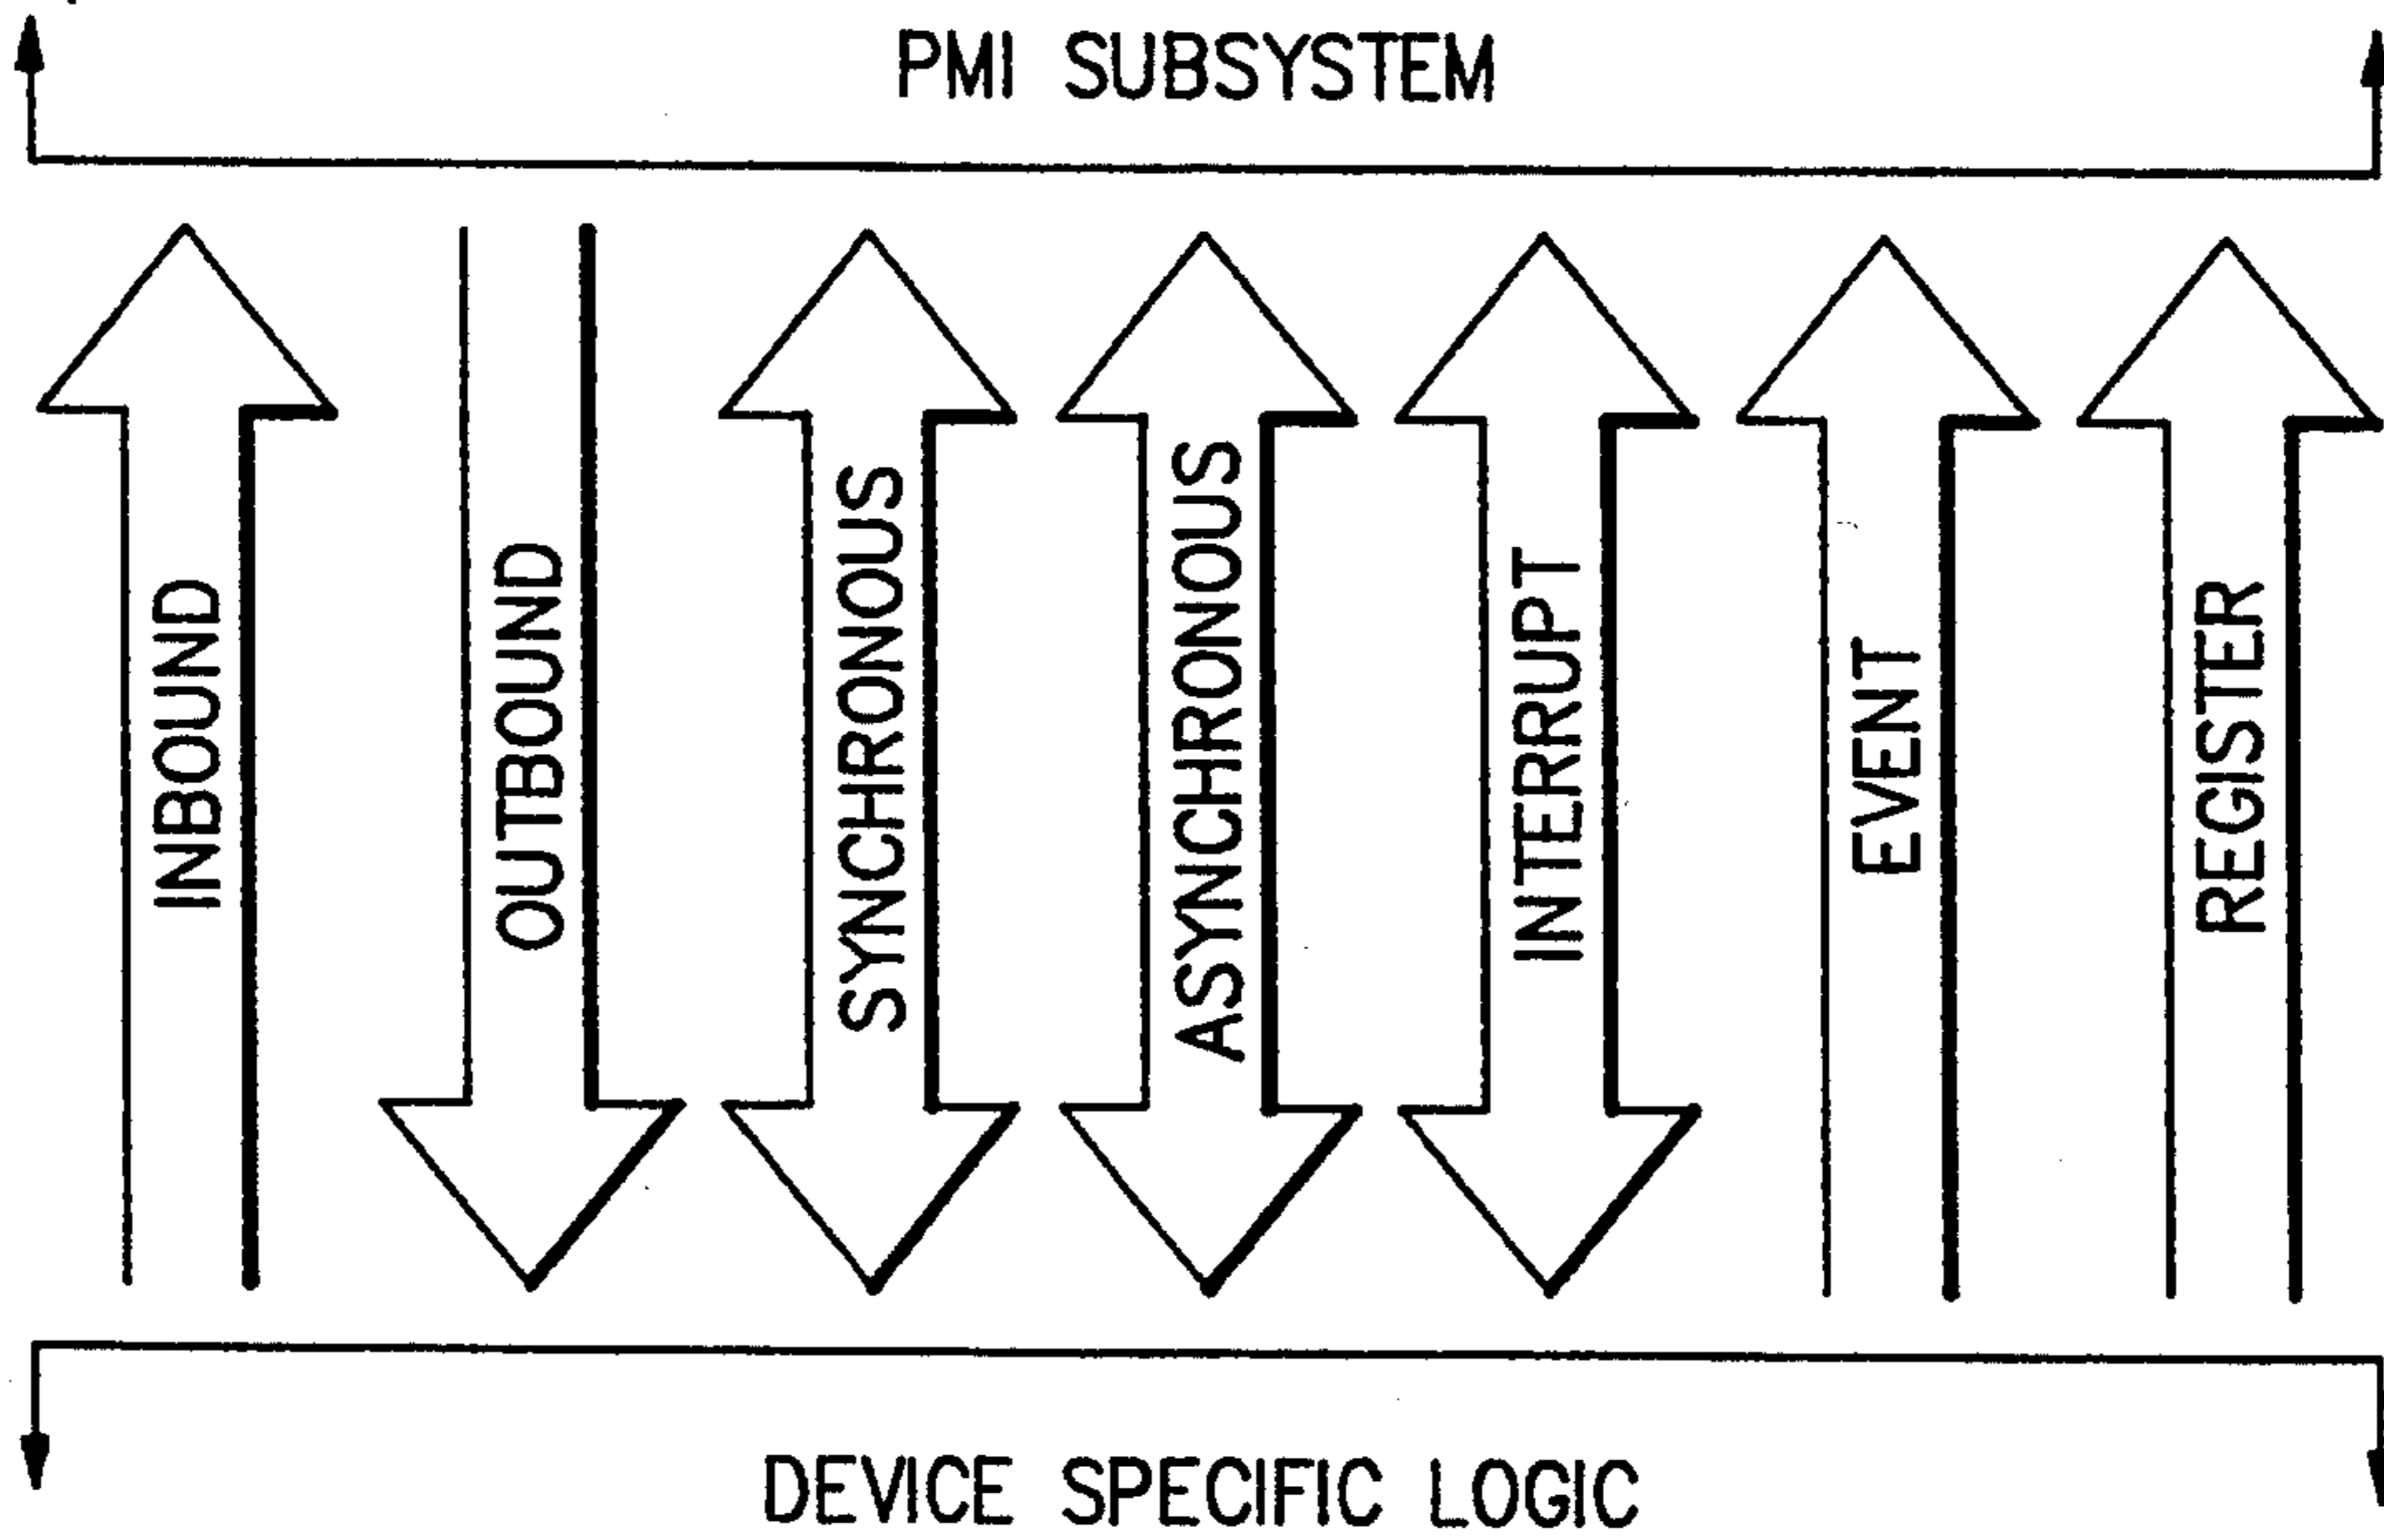 PMI SUBSYSTEM
INBOUND
OUTBOUND
SYNCHRONOUS
ASYNCHRONOUS
INTERRUPT
EVENT
REGISTER
DEVICE SPECIFIC LOGIC